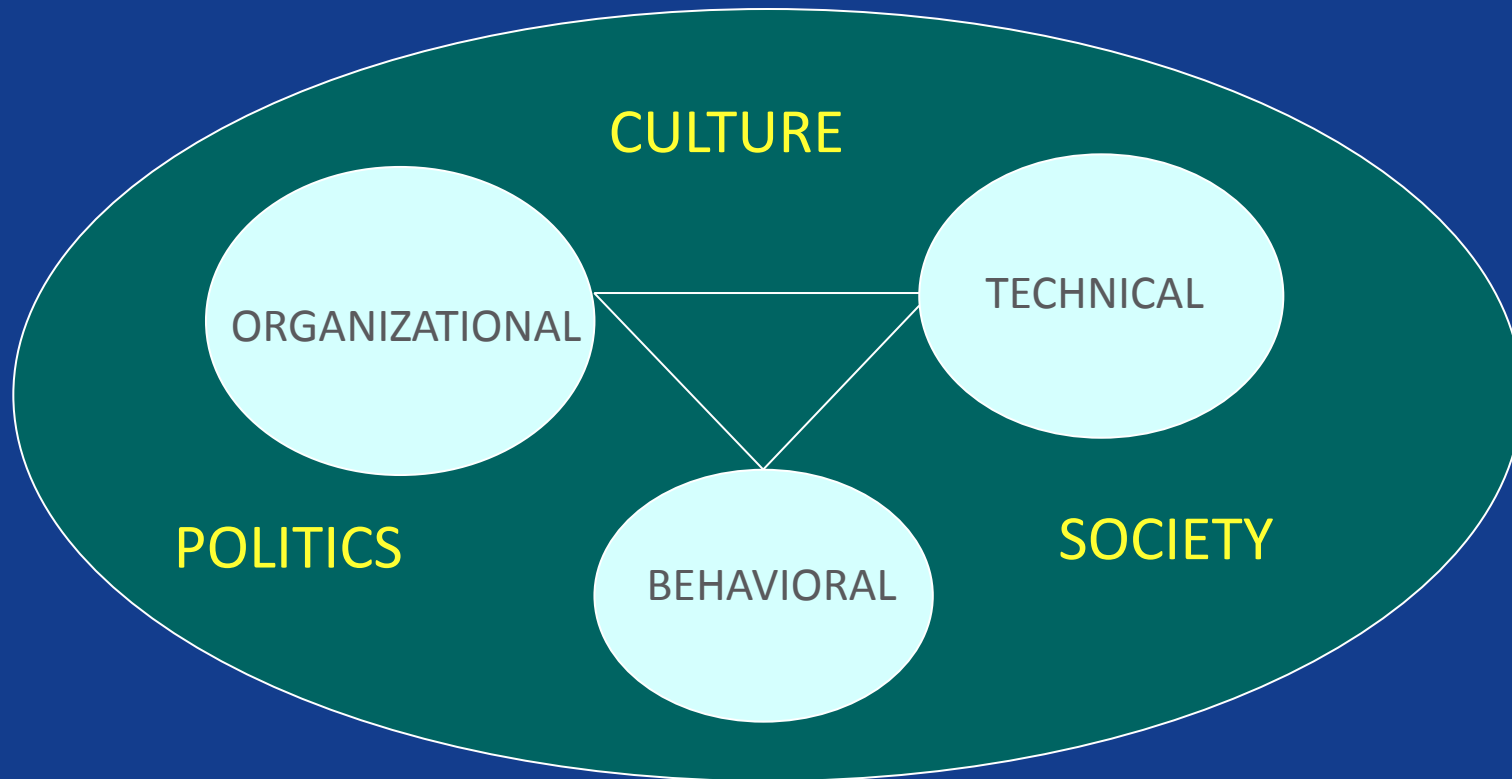 CULTURE
TECHNICAL
ORGANIZATIONAL
POLITICS
SOCIETY
BEHAVIORAL